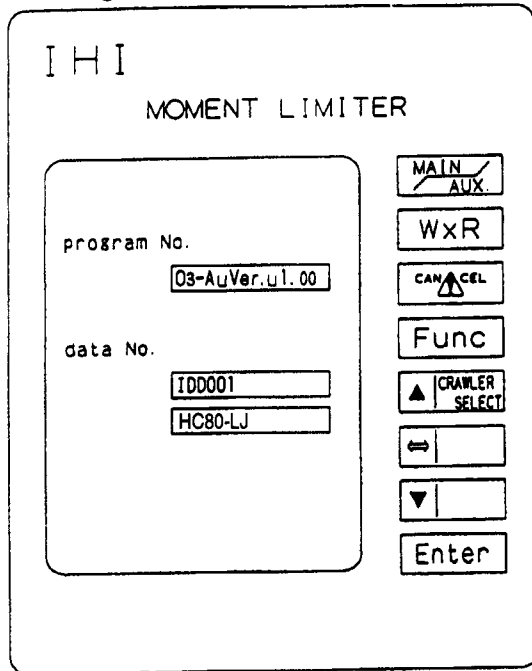 IHI
MOMENT LIMITER
program No.
03-AuVer.u1.00
data No.
IDD001
HC80-LJ
MAIN
AUX.
WxR
CANCEL
Func
▲ CRAWLER
SELECT
⇔
▼
Enter